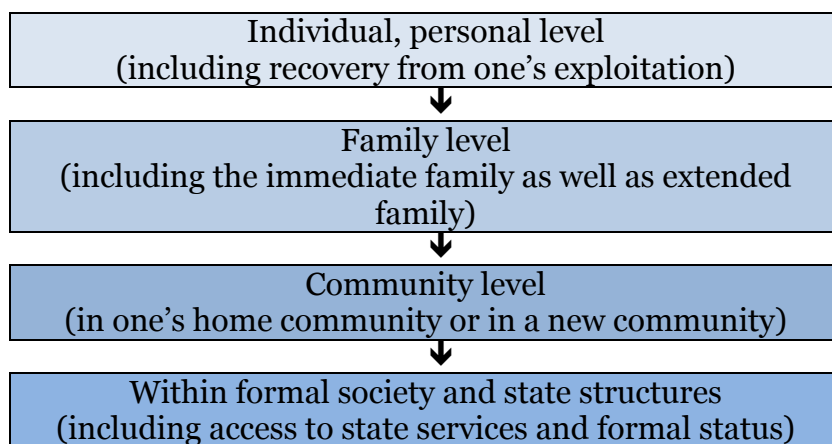 Individual, personal level
(including recovery from one’s exploitation)
Family level
(including the immediate family as well as extended
family)
Community level
(in one’s home community or in a new community)
Within formal society and state structures
(including access to state services and formal status)